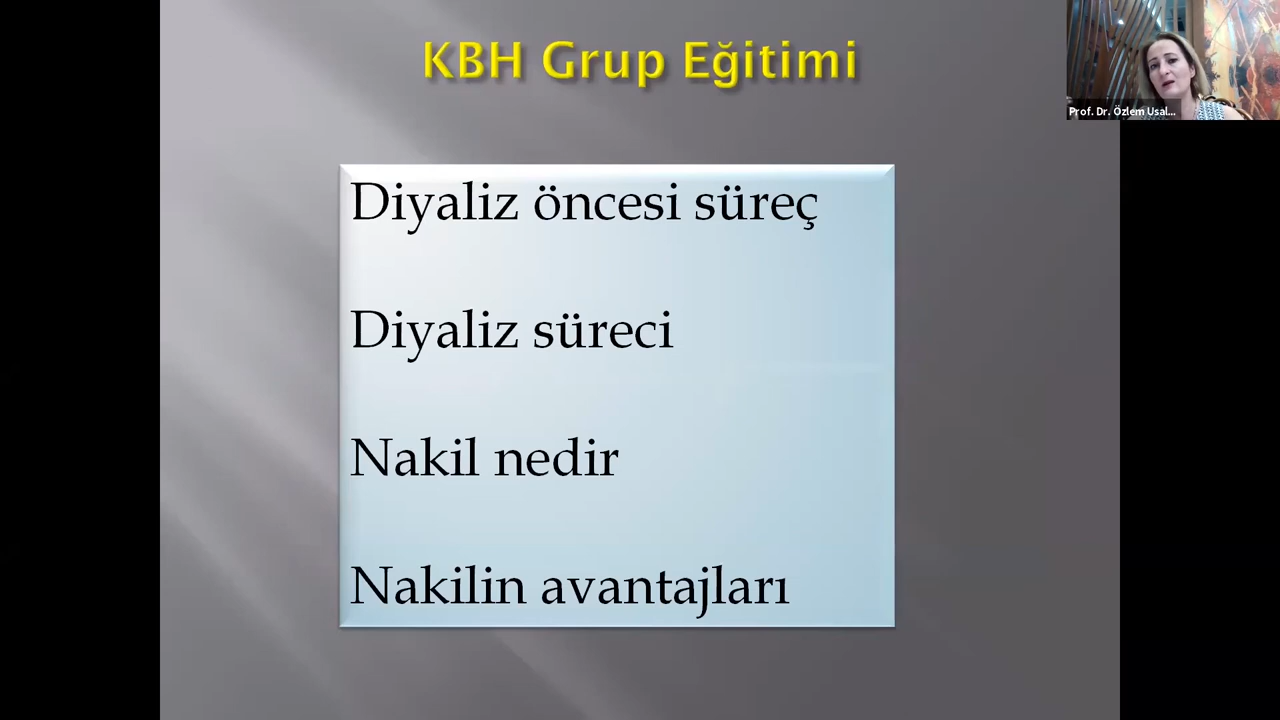 KBH Grup Eğitimi
Prof. Dr. Özlem Usal...
Diyaliz öncesi süreç
Diyaliz süreci
Nakil nedir
Nakilin avantajları